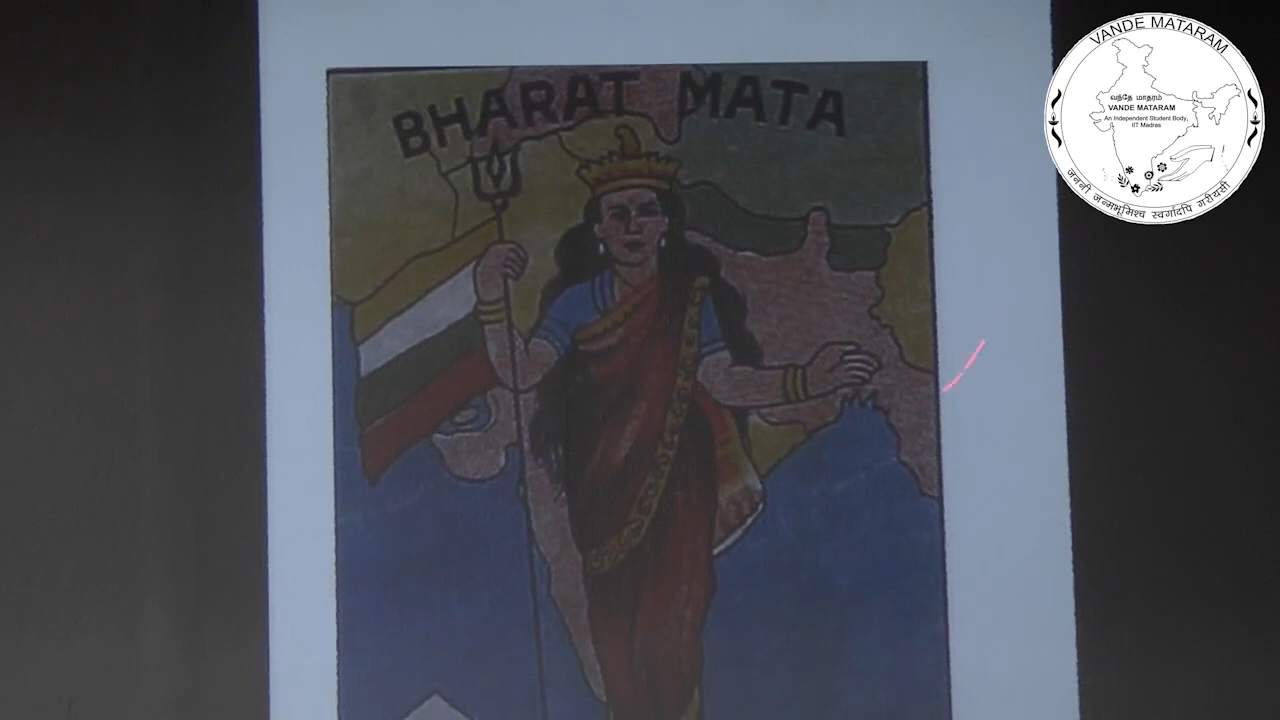 BHARAT MATA
VANDE MATARAM
வந்தே மாதரம்
VANDE MATARAM
An Independent Student Body,
IIT Madras
जननी जन्मभूमिश्च स्वर्गादपि गरीयसी